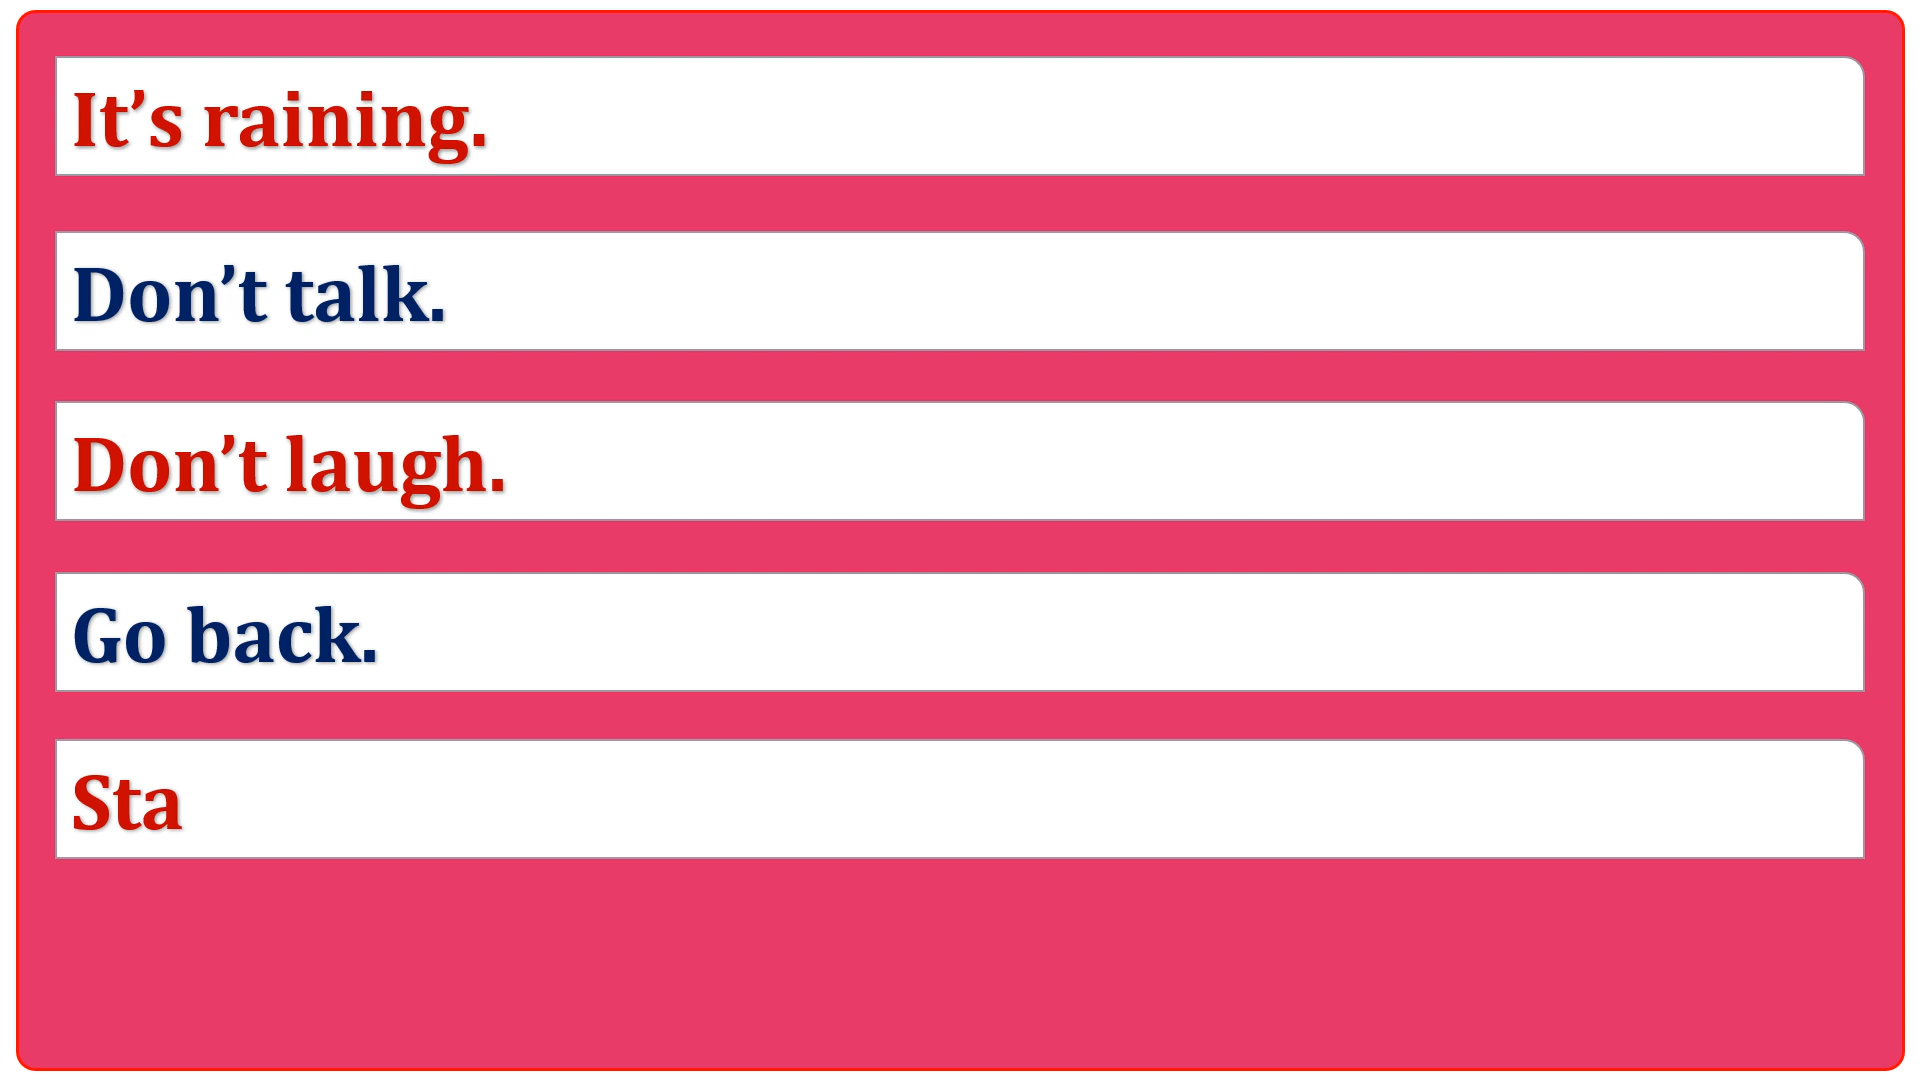 It’s raining.
Don’t talk.
Don’t laugh.
Go back.
Sta